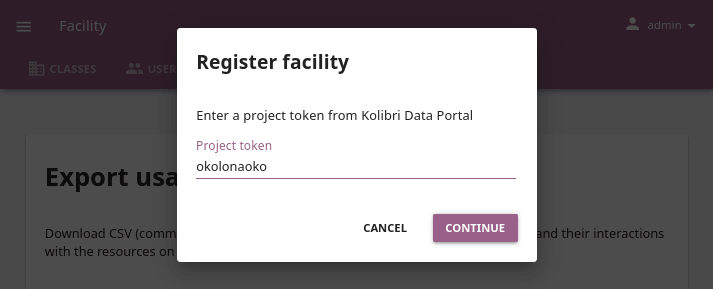 Facility
admin
CLASSES
USER
Register facility
Enter a project token from Kolibri Data Portal
Project token
okolonaoko
CANCEL
CONTINUE
Export usa
Download CSV (comm
and their interactions
with the resources on